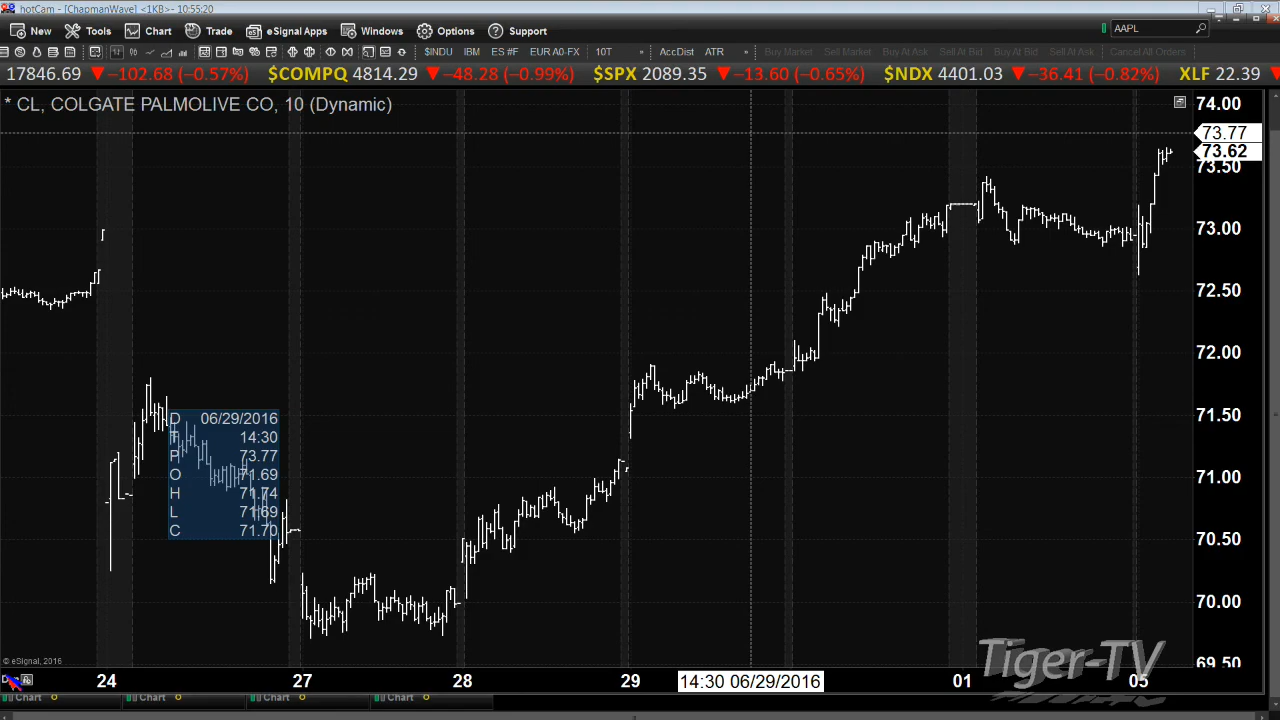 hotCam - [ChapmanWave] <1KB>- 10:55:20
New Tools Chart Trade eSignal Apps Windows Options Support AAPL
$INDU IBM ES #F EUR A0-FX 10T » AccDist ATR » Buy Market Sell Market Buy At Ask Sell At Bid Buy At Bid Sell At Ask Cancel All Orders
17846.69 ▼ −102.68 (−0.57%) $COMPQ 4814.29 ▼ −48.28 (−0.99%) $SPX 2089.35 ▼ −13.60 (−0.65%) $NDX 4401.03 ▼ −36.41 (−0.82%) XLF 22.39
* CL, COLGATE PALMOLIVE CO, 10 (Dynamic)
74.00
73.77
73.62
73.50
73.00
72.50
72.00
71.50
71.00
70.50
70.00
69.50
D 06/29/2016
T 14:30
P 73.77
O 71.69
H 71.74
L 71.69
C 71.70
© eSignal, 2016
Tiger-TV
24 27 28 29 14:30 06/29/2016 01 05
Chart Chart Chart Chart